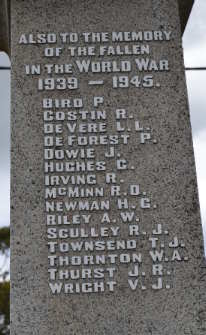 ALSO TO THE MEMORY
OF THE FALLEN
IN THE WORLD WAR
1939 – 1945.
BIRD P.
COSTIN R.
DE VERE L. L.
DE FOREST P.
DOWIE J.
HUGHES C.
IRVING R.
MCMINN R. D.
NEWMAN H. G.
RILEY A. W.
SCULLEY R. J.
TOWNSEND T. J.
THORNTON W. A.
THURST J. R.
WRIGHT V. J.